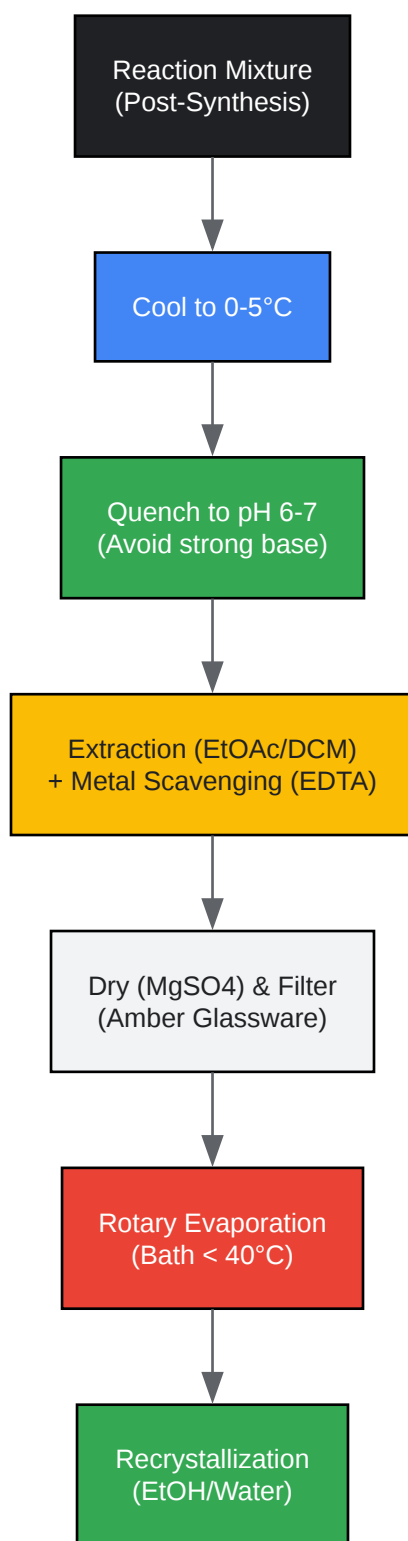 Reaction Mixture
(Post-Synthesis)
Cool to 0-5°C
Quench to pH 6-7
(Avoid strong base)
Extraction (EtOAc/DCM)
+ Metal Scavenging (EDTA)
Dry (MgSO4) & Filter
(Amber Glassware)
Rotary Evaporation
(Bath < 40°C)
Recrystallization
(EtOH/Water)